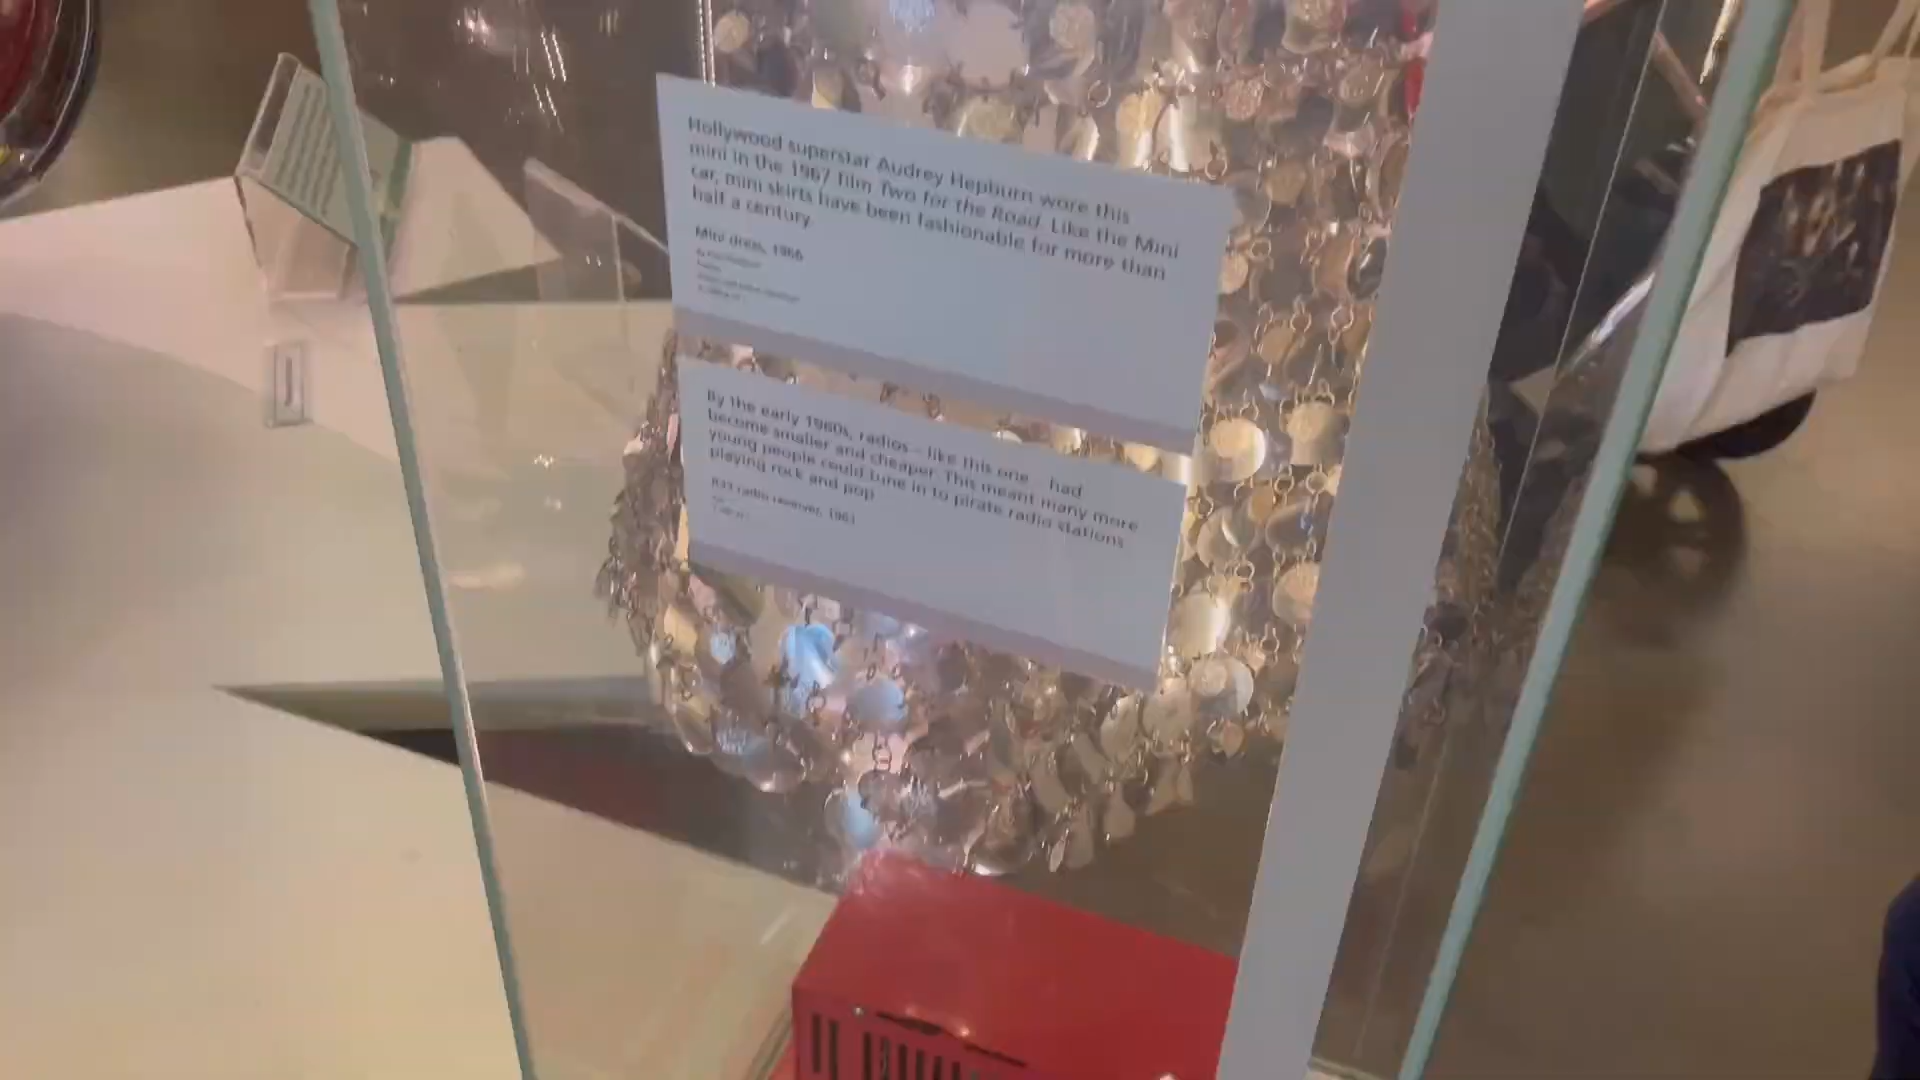 Hollywood superstar Audrey Hepburn wore this
mini in the 1967 film Two for the Road. Like the Mini
car, mini skirts have been fashionable for more than
half a century.
Mini dress, 1966
By the early 1960s, radios – like this one – had
become smaller and cheaper. This meant many more
young people could tune in to pirate radio stations
playing rock and pop
radio receiver, 1961